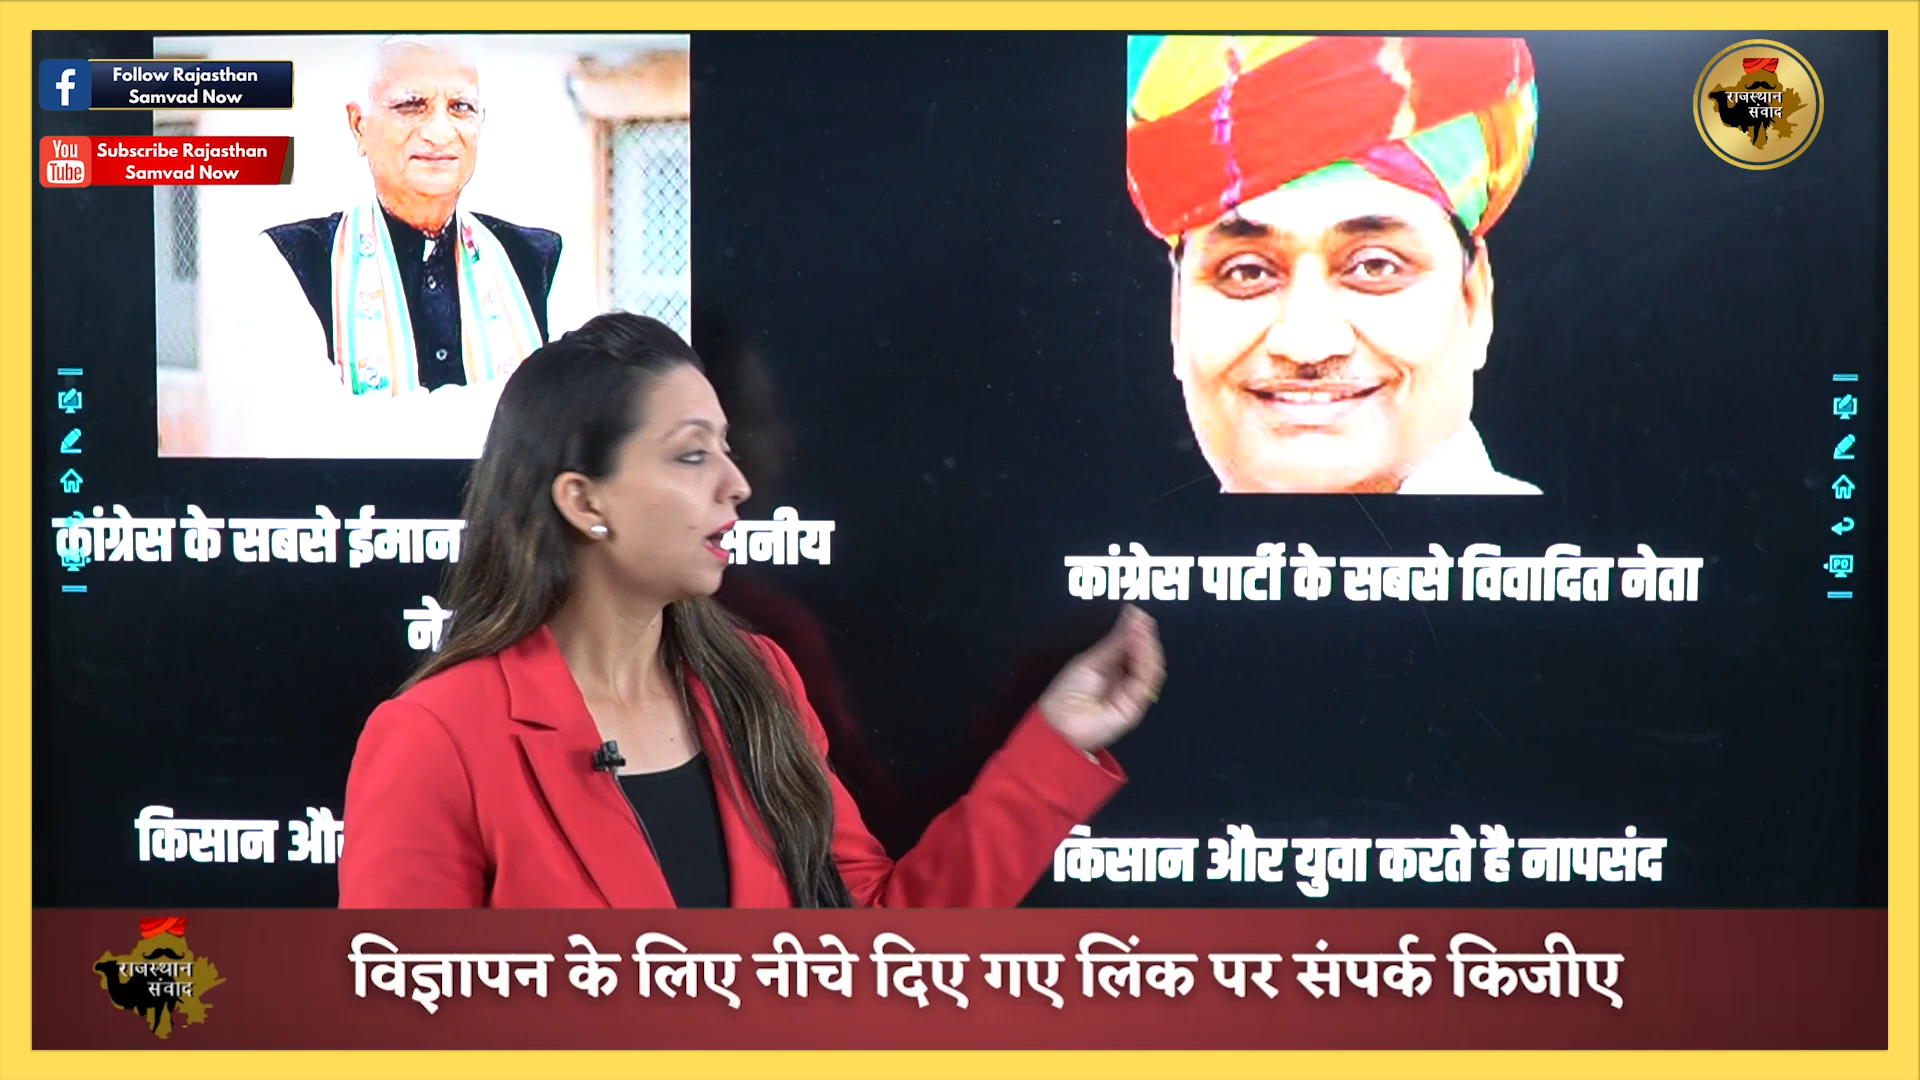 Follow Rajasthan
Samvad Now
You
Tube
Subscribe Rajasthan
Samvad Now
राजस्थान
संवाद
कांग्रेस के सबसे
कांग्रेस पार्टी के सबसे विवादित नेता
किसान
किसान और युवा करते है नापसंद
PO
राजस्थान
संवाद
विज्ञापन के लिए नीचे दिए गए लिंक पर संपर्क किजीए